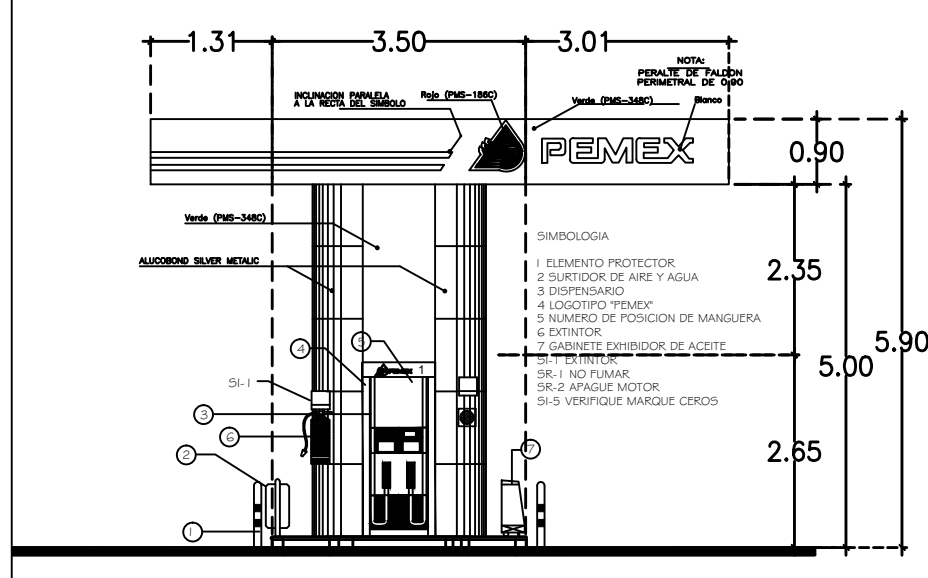 1.31 3.50 3.01
NOTA:
PERALTE DE FALDON
PERIMETRAL DE 0.90
INCLINACION PARALELA
A LA RECTA DEL SIMBOLO
Rojo (PMS-186C)
Verde (PMS-348C)
Blanco
PEMEX
0.90
Verde (PMS-348C)
ALUCOBOND SILVER METALIC
SIMBOLOGIA
1 ELEMENTO PROTECTOR
2 SURTIDOR DE AIRE Y AGUA
3 DISPENSARIO
4 LOGOTIPO "PEMEX"
5 NUMERO DE POSICION DE MANGUERA
6 EXTINTOR
7 GABINETE EXHIBIDOR DE ACEITE
SI-1 EXTINTOR
SR-1 NO FUMAR
SR-2 APAGUE MOTOR
SI-5 VERIFIQUE MARQUE CEROS
2.35
5.90
5.00
2.65
4
5
PEMEX 1
SI-1
3
6
2
7
1